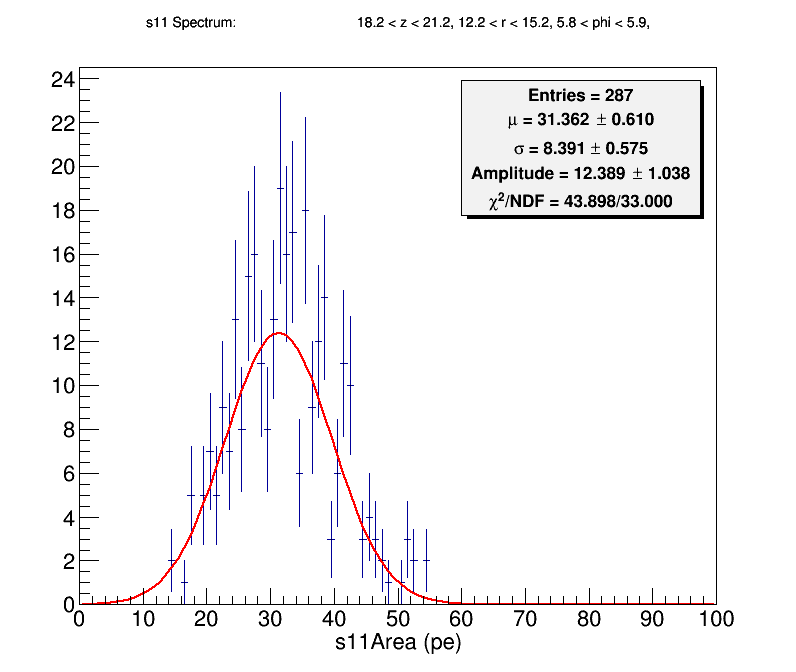 s11 Spectrum: 18.2 < z < 21.2, 12.2 < r < 15.2, 5.8 < phi < 5.9,
Entries = 287
μ = 31.362 ± 0.610
σ = 8.391 ± 0.575
Amplitude = 12.389 ± 1.038
χ²/NDF = 43.898/33.000
24
22
20
18
16
14
12
10
8
6
4
2
0
0 10 20 30 40 50 60 70 80 90 100
s11Area (pe)